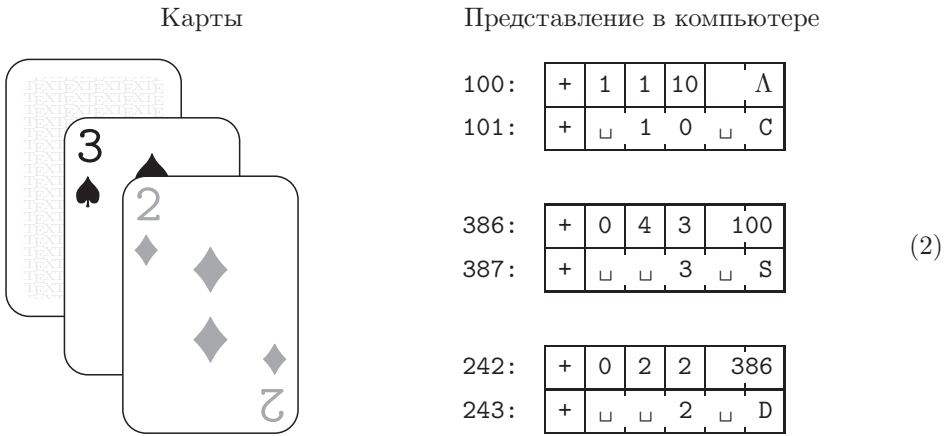 Карты Представление в компьютере
100: + 1 1 10 Λ
101: + ␣ 1 0 ␣ C
3
2
386: + 0 4 3 100
387: + ␣ ␣ 3 ␣ S
(2)
242: + 0 2 2 386
243: + ␣ ␣ 2 ␣ D
2